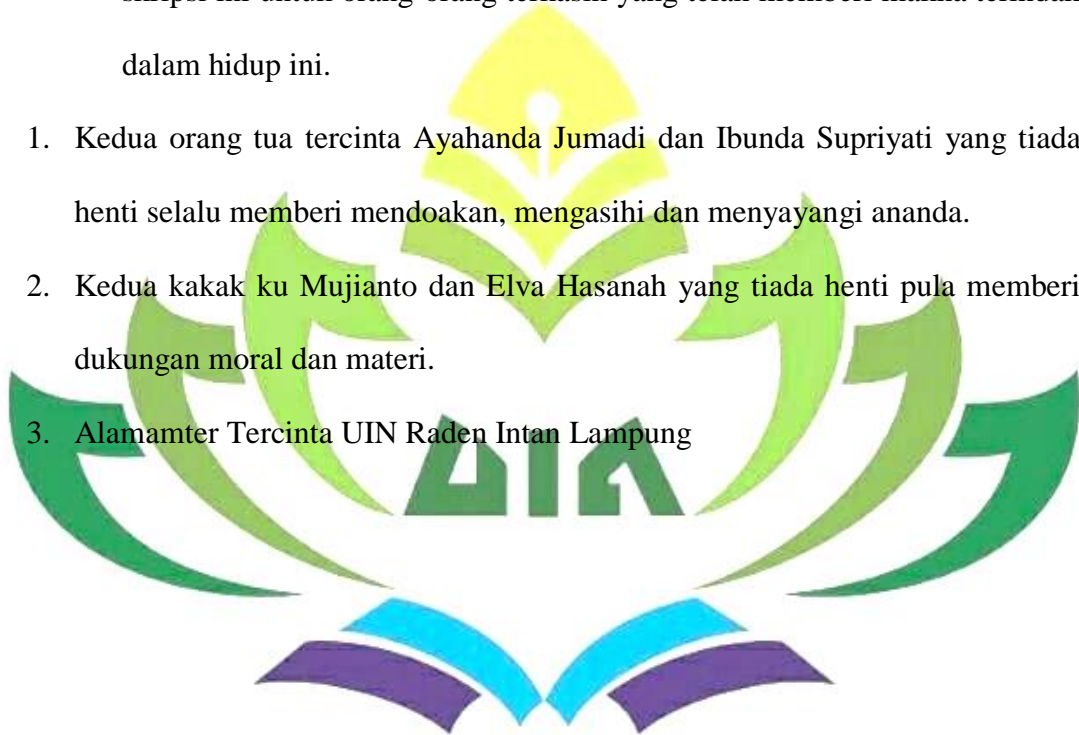 dalam hidup ini.
1. Kedua orang tua tercinta Ayahanda Jumadi dan Ibunda Supriyati yang tiada
henti selalu memberi mendoakan, mengasihi dan menyayangi ananda.
2. Kedua kakak ku Mujianto dan Elva Hasanah yang tiada henti pula memberi
dukungan moral dan materi.
3. Alamamter Tercinta UIN Raden Intan Lampung